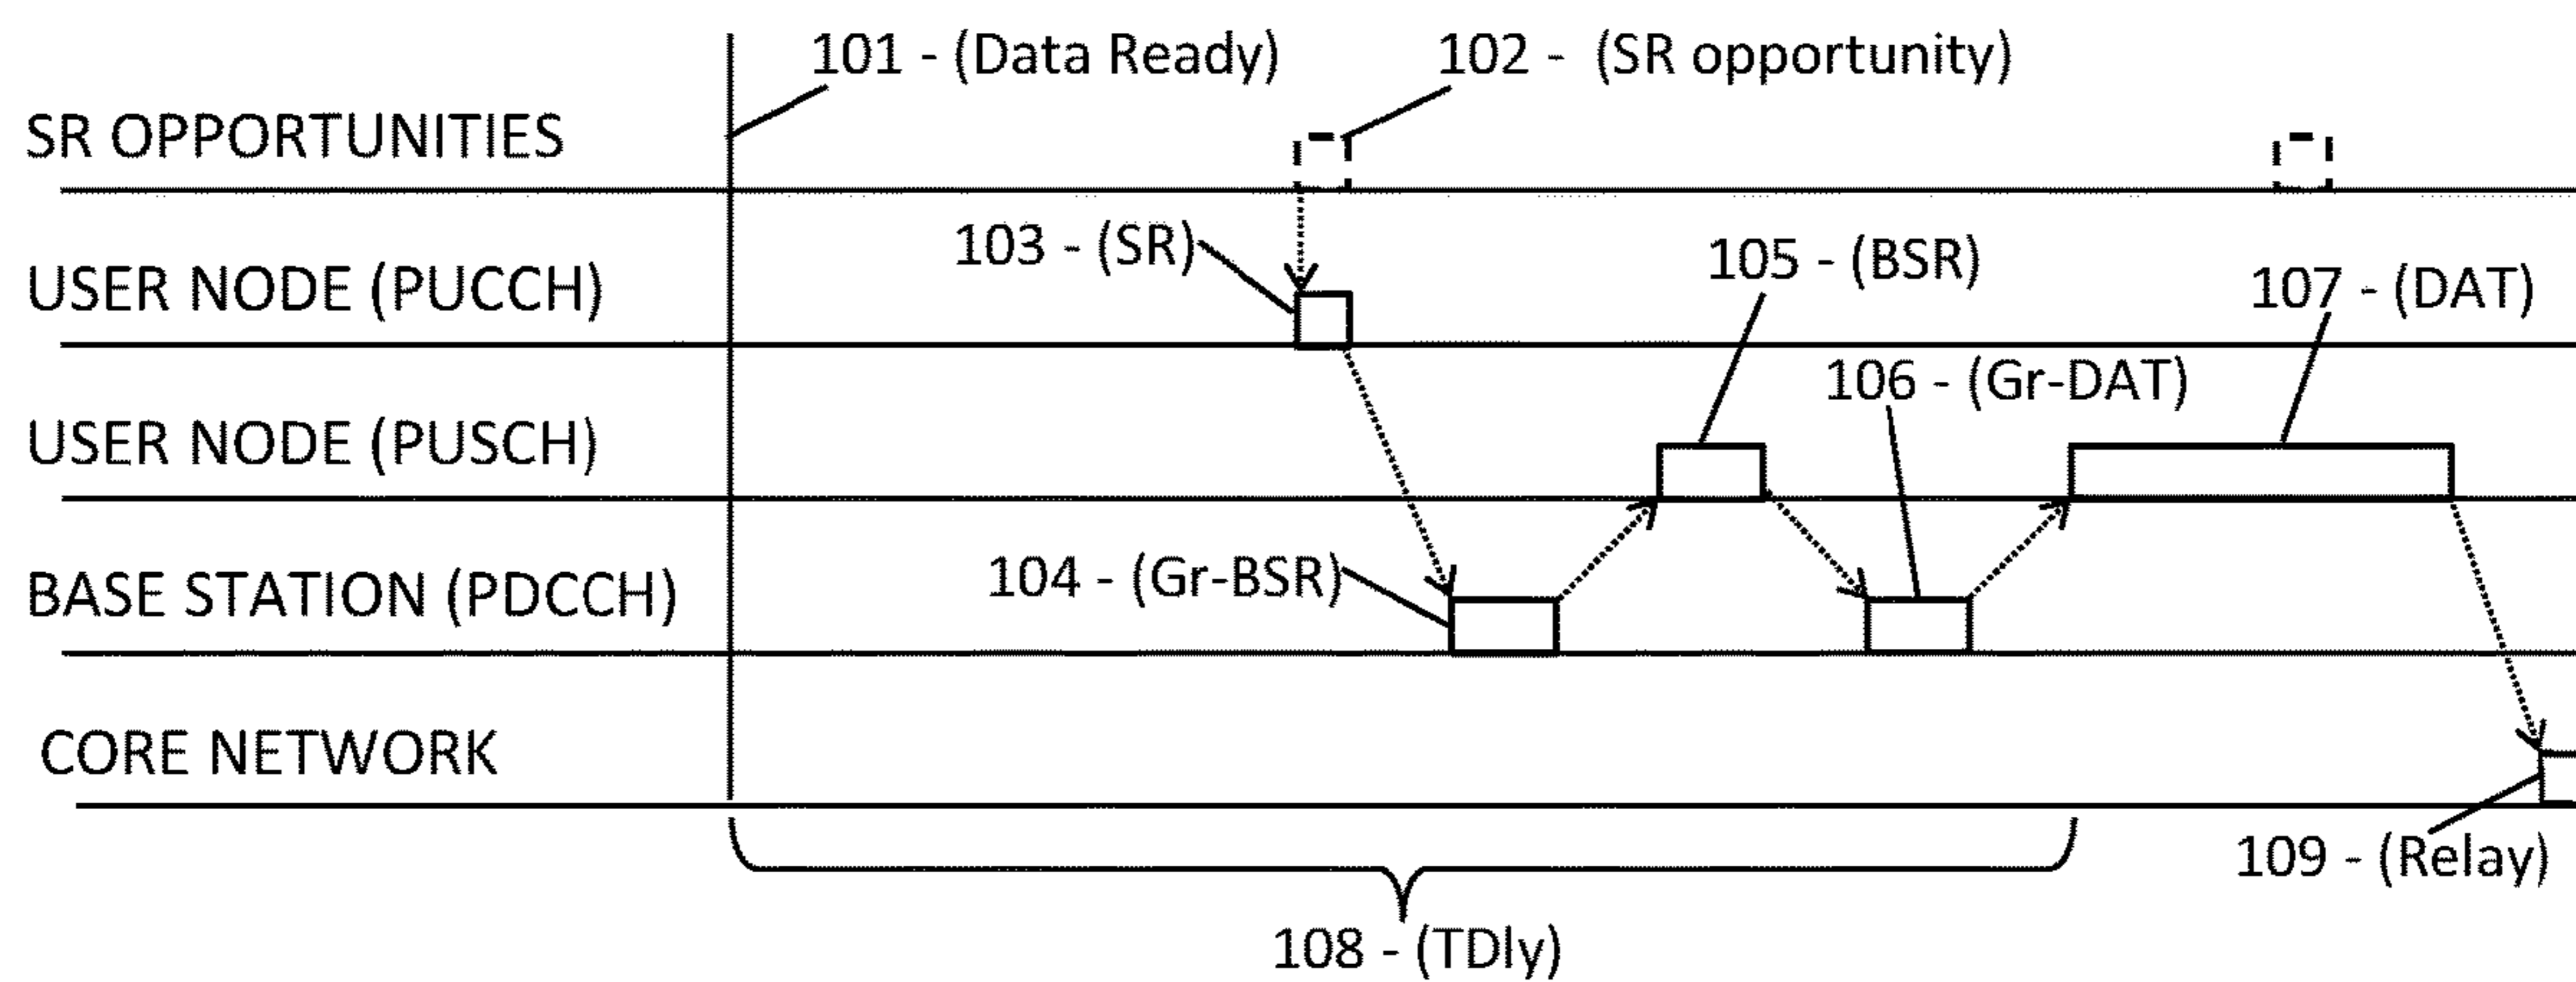 101 - (Data Ready)
102 - (SR opportunity)
SR OPPORTUNITIES
103 - (SR)
105 - (BSR)
USER NODE (PUCCH)
107 - (DAT)
106 - (Gr-DAT)
USER NODE (PUSCH)
104 - (Gr-BSR)
BASE STATION (PDCCH)
CORE NETWORK
109 - (Relay)
108 - (TDly)